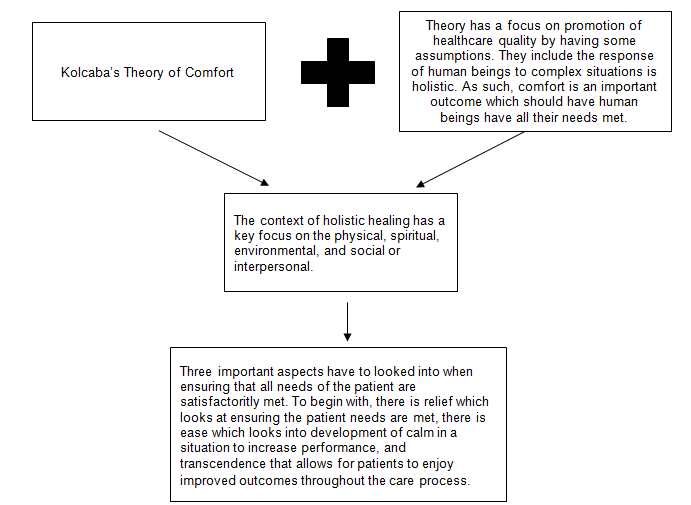 Kolcaba's Theory of Comfort
Theory has a focus on promotion of
healthcare quality by having some
assumptions. They include the response
of human beings to complex situations is
holistic. As such, comfort is an important
outcome which should have human
beings have all their needs met.
The context of holistic healing has a
key focus on the physical, spiritual,
environmental, and social or
interpersonal.
Three important aspects have to looked into when
ensuring that all needs of the patient are
satisfactoritly met. To begin with, there is relief which
looks at ensuring the patient needs are met, there is
ease which looks into development of calm in a
situation to increase performance, and
transcendence that allows for patients to enjoy
improved outcomes throughout the care process.